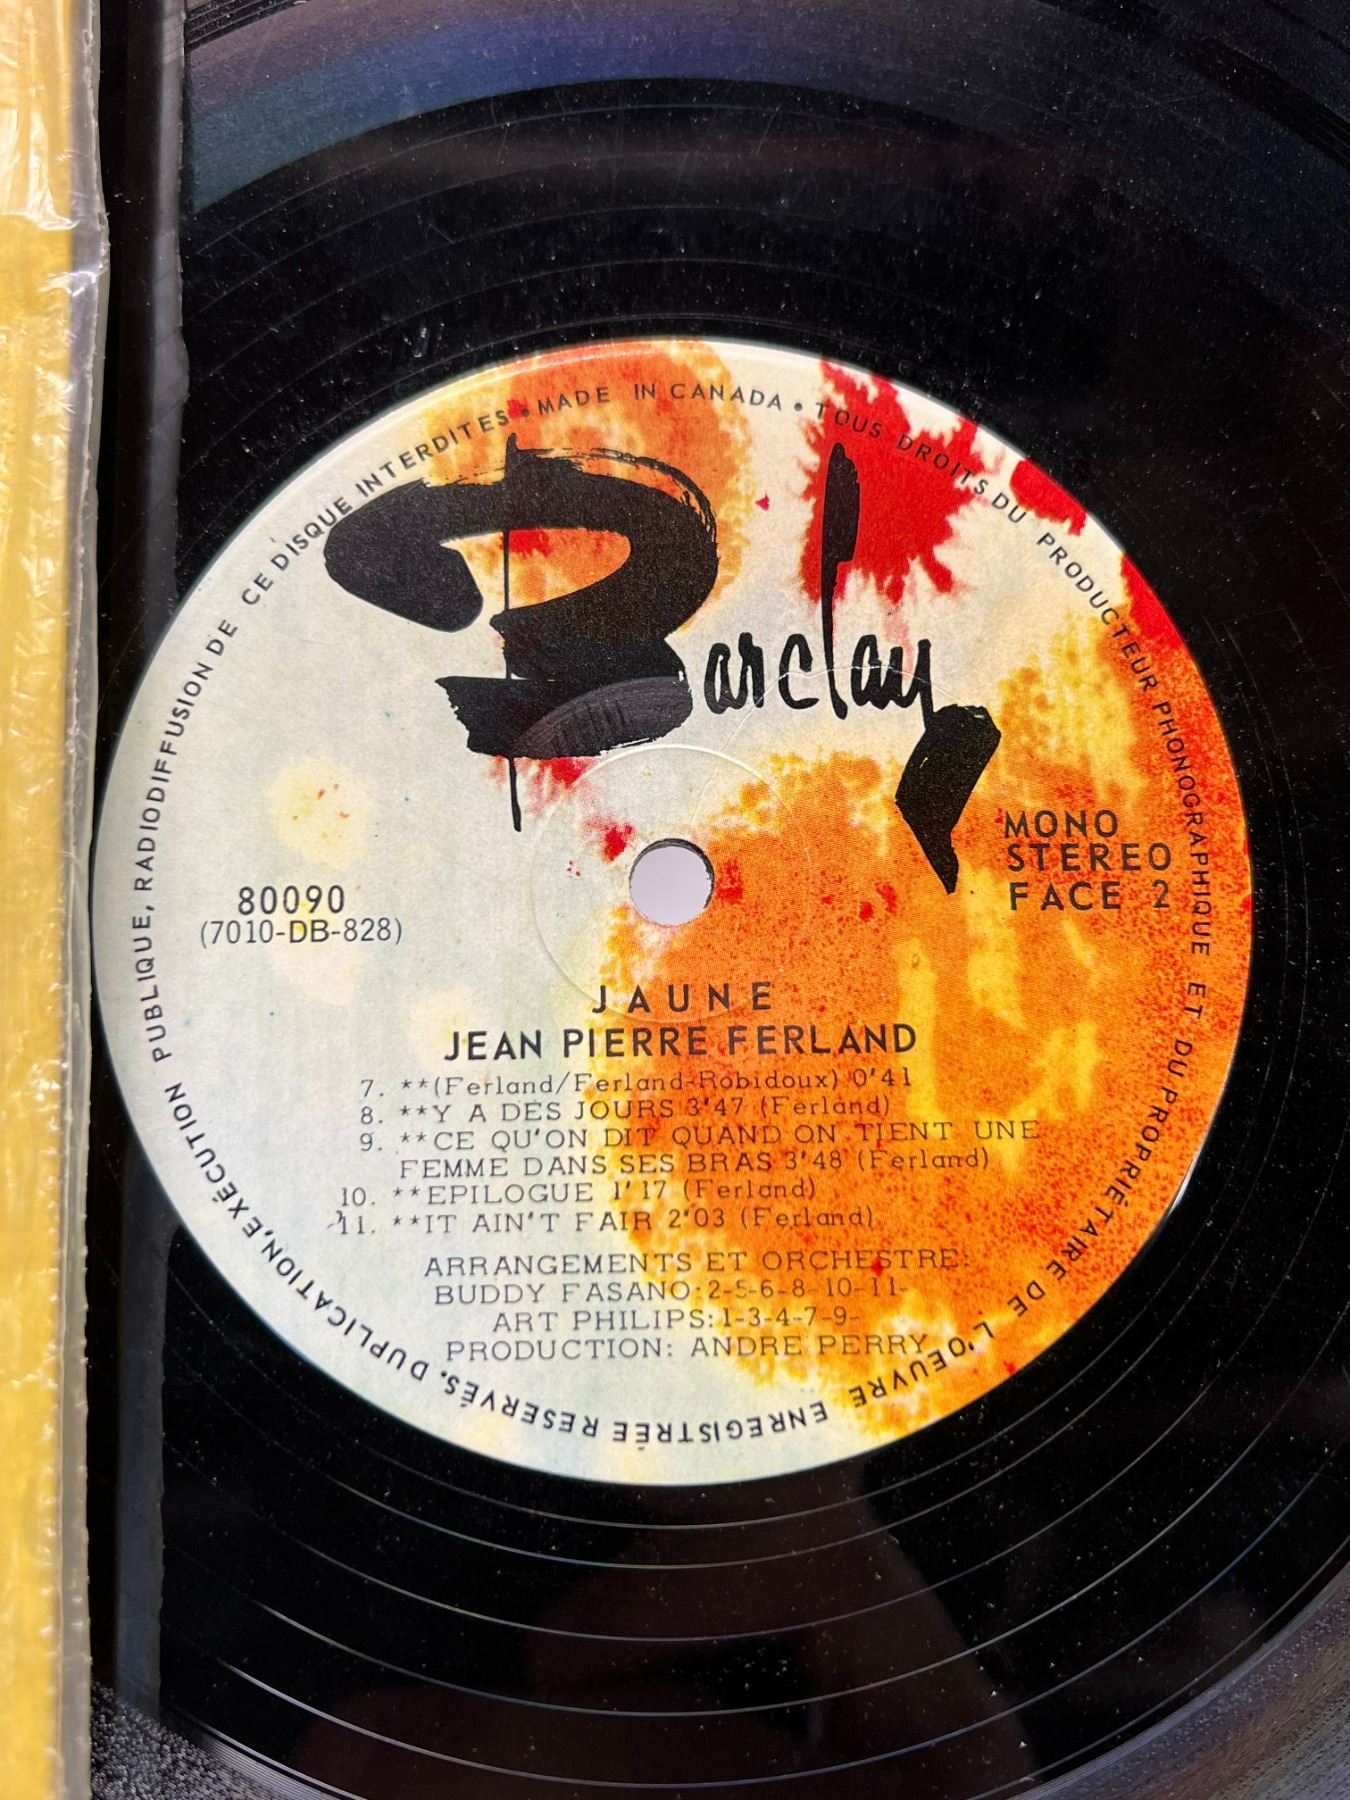 PUBLIQUE, RADIODIFFUSION DE CE DISQUE INTERDITES • MADE IN CANADA • TOUS DROITS DU PRODUCTEUR PHONOGRAPHIQUE ET DU PROPRIÉTAIRE DE L'OEUVRE ENREGISTRÉE RESERVÉS. DUPLICATION, EXÉCUTION
Barclay
MONO
STEREO
FACE 2
80090
(7010-DB-828)
JAUNE
JEAN PIERRE FERLAND
7. **(Ferland/Ferland-Robidoux) 0'41
8. **Y A DES JOURS 3'47 (Ferland)
9. **CE QU'ON DIT QUAND ON TIENT UNE
FEMME DANS SES BRAS 3'48 (Ferland)
10. **EPILOGUE 1'17 (Ferland)
11. **IT AIN'T FAIR 2'03 (Ferland)
ARRANGEMENTS ET ORCHESTRE:
BUDDY FASANO:2-5-6-8-10-11-
ART PHILIPS:1-3-4-7-9-
PRODUCTION: ANDRE PERRY